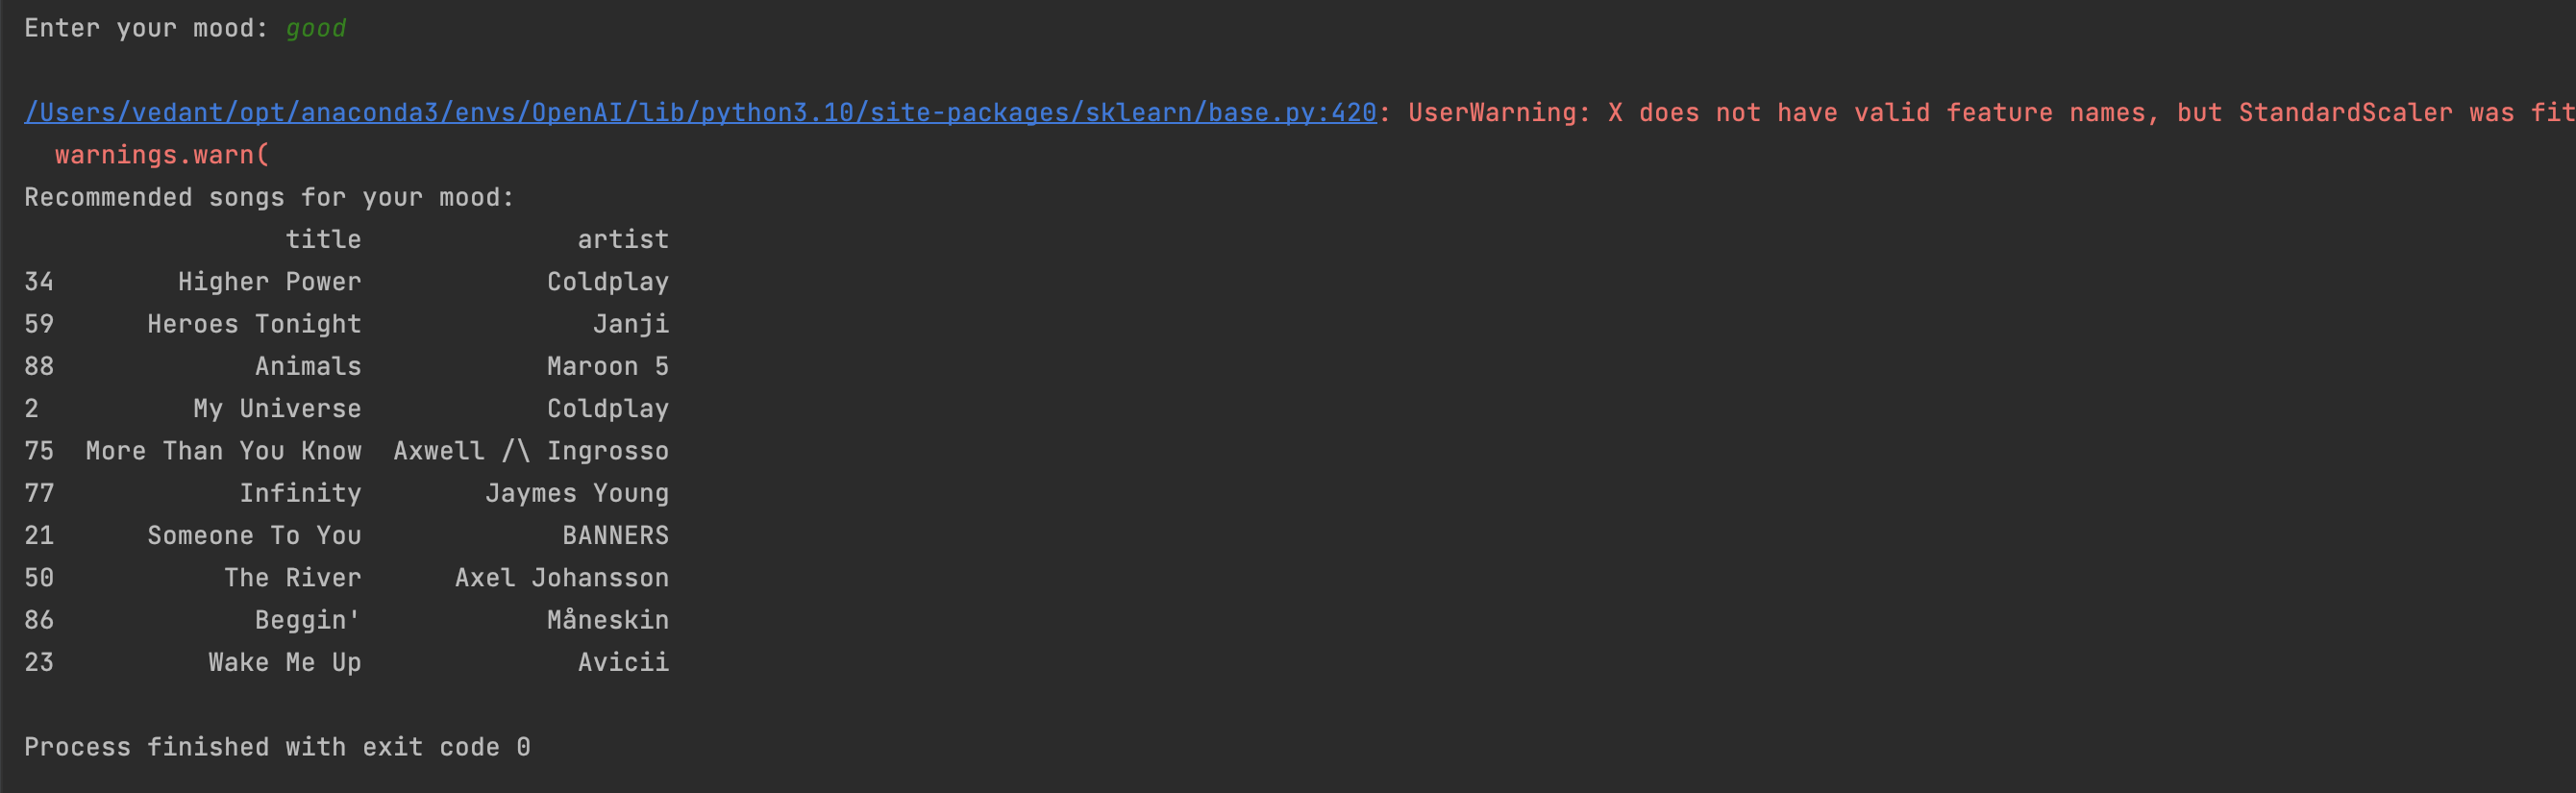 Enter your mood: good
/Users/vedant/opt/anaconda3/envs/OpenAI/lib/python3.10/site-packages/sklearn/base.py:420: UserWarning: X does not have valid feature names, but StandardScaler was fit
warnings.warn(
Recommended songs for your mood:
title artist
34 Higher Power Coldplay
59 Heroes Tonight Janji
88 Animals Maroon 5
2 My Universe Coldplay
75 More Than You Know Axwell /\ Ingrosso
77 Infinity Jaymes Young
21 Someone To You BANNERS
50 The River Axel Johansson
86 Beggin' Måneskin
23 Wake Me Up Avicii
Process finished with exit code 0